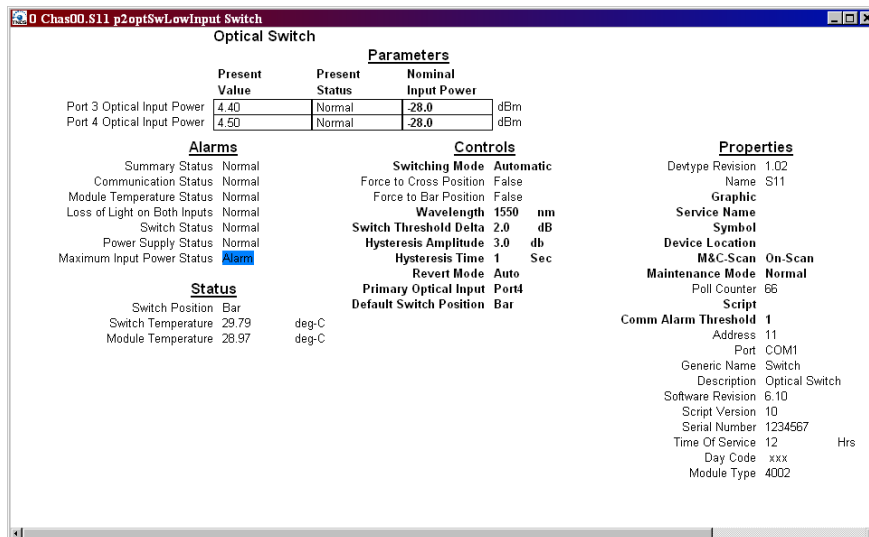 0 Chas00.S11 p2optSwLowInput Switch
Optical Switch
Parameters
Present Present Nominal
Value Status Input Power
Port 3 Optical Input Power 4.40 Normal -28.0 dBm
Port 4 Optical Input Power 4.50 Normal -28.0 dBm
Alarms
Summary Status Normal
Communication Status Normal
Module Temperature Status Normal
Loss of Light on Both Inputs Normal
Switch Status Normal
Power Supply Status Normal
Maximum Input Power Status Alarm
Status
Switch Position Bar
Switch Temperature 29.79 deg-C
Module Temperature 28.97 deg-C
Controls
Switching Mode Automatic
Force to Cross Position False
Force to Bar Position False
Wavelength 1550 nm
Switch Threshold Delta 2.0 dB
Hysteresis Amplitude 3.0 db
Hysteresis Time 1 Sec
Revert Mode Auto
Primary Optical Input Port4
Default Switch Position Bar
Properties
Devtype Revision 1.02
Name S11
Graphic
Service Name
Symbol
Device Location
M&C-Scan On-Scan
Maintenance Mode Normal
Poll Counter 66
Script
Comm Alarm Threshold 1
Address 11
Port COM1
Generic Name Switch
Description Optical Switch
Software Revision 6.10
Script Version 10
Serial Number 1234567
Time Of Service 12 Hrs
Day Code xxx
Module Type 4002